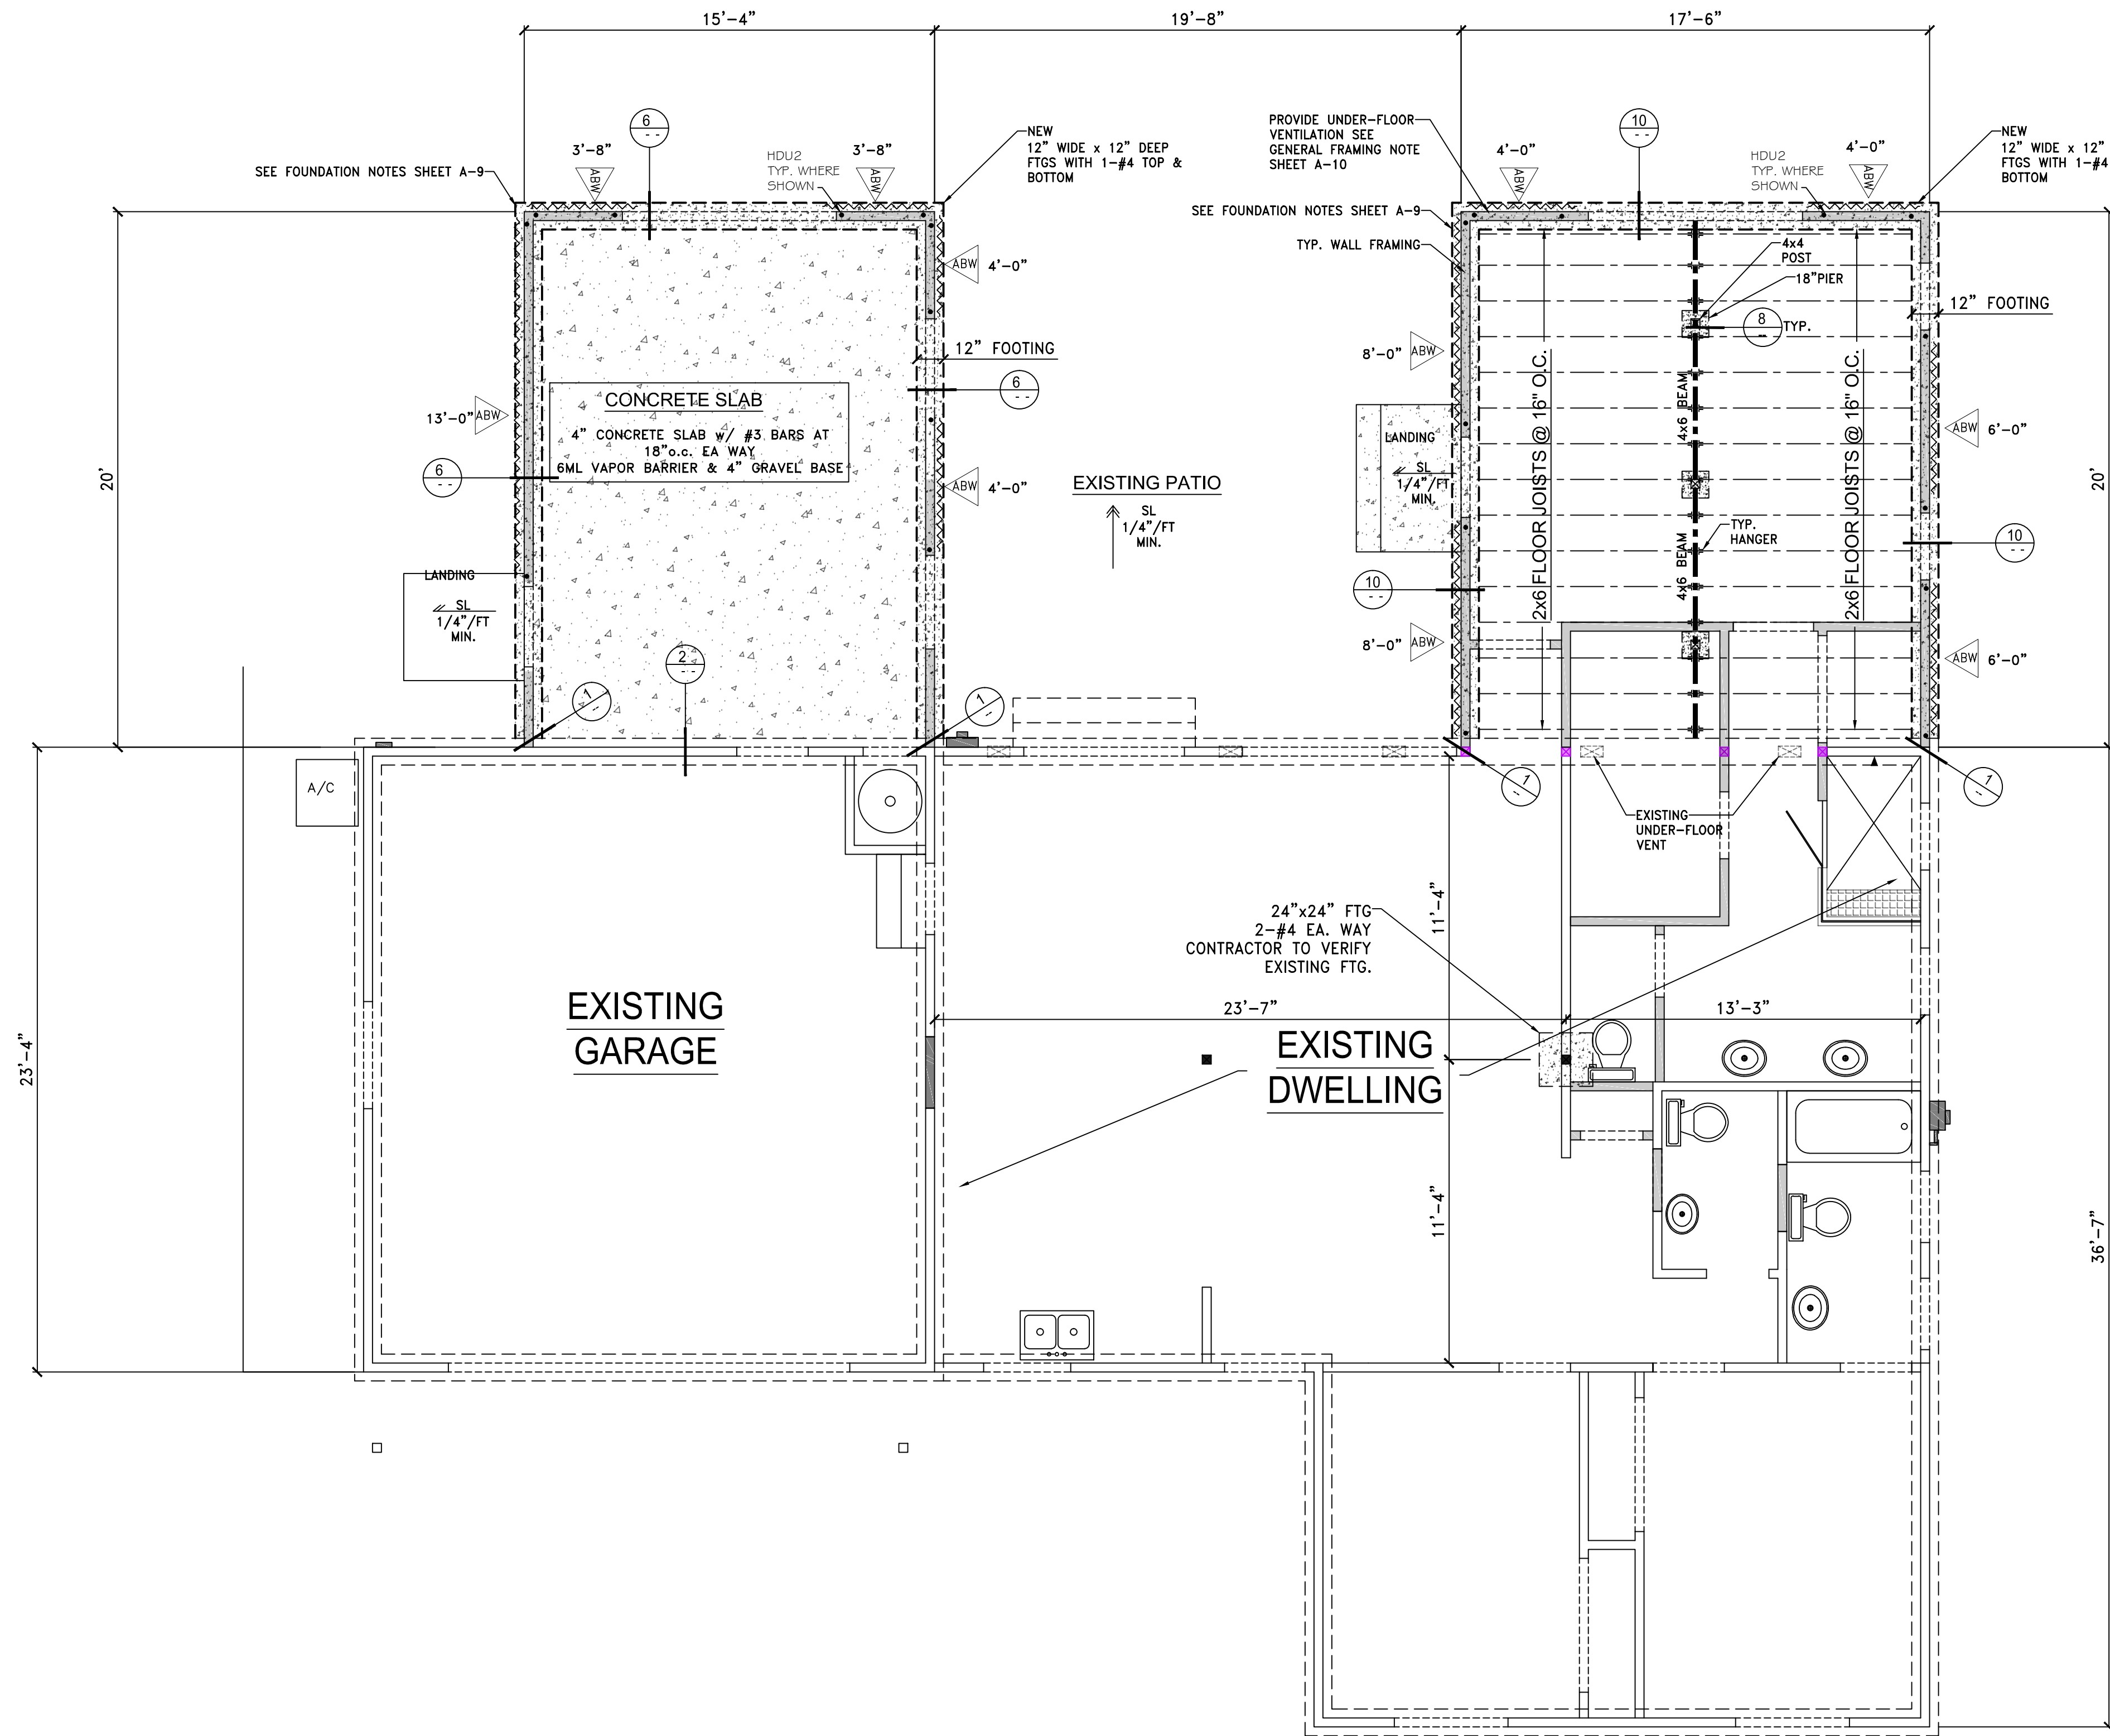 15'-4"
19'-8"
17'-6"
6
--
10
--
3'-8"
ABW
HDU2
TYP. WHERE
SHOWN
3'-8"
ABW
SEE FOUNDATION NOTES SHEET A-9
NEW
12" WIDE x 12" DEEP
FTGS WITH 1-#4 TOP &
BOTTOM
PROVIDE UNDER-FLOOR
VENTILATION SEE
GENERAL FRAMING NOTE
SHEET A-10
4'-0"
ABW
HDU2
TYP. WHERE
SHOWN
4'-0"
ABW
NEW
12" WIDE x 12"
FTGS WITH 1-#4
BOTTOM
SEE FOUNDATION NOTES SHEET A-9
TYP. WALL FRAMING
4x4
POST
18"PIER
ABW 4'-0"
12" FOOTING
8
--
TYP.
12" FOOTING
8'-0" ABW
6
--
CONCRETE SLAB
4" CONCRETE SLAB w/ #3 BARS AT
18"o.c. EA WAY
6ML VAPOR BARRIER & 4" GRAVEL BASE
13'-0" ABW
6
--
20'
ABW 4'-0"
EXISTING PATIO
SL
1/4"/FT
MIN.
LANDING
SL
1/4"/FT
MIN.
2x6 FLOOR JOISTS @ 16" O.C.
4x6 BEAM
4x6 BEAM
2x6 FLOOR JOISTS @ 16" O.C.
ABW 6'-0"
20'
TYP.
HANGER
10
--
10
--
LANDING
SL
1/4"/FT
MIN.
8'-0" ABW
ABW 6'-0"
2
--
1
--
1
--
1
--
1
--
A/C
EXISTING
UNDER-FLOOR
VENT
11'-4"
24"x24" FTG
2-#4 EA. WAY
CONTRACTOR TO VERIFY
EXISTING FTG.
23'-7"
13'-3"
EXISTING
GARAGE
EXISTING
DWELLING
23'-4"
11'-4"
36'-7"